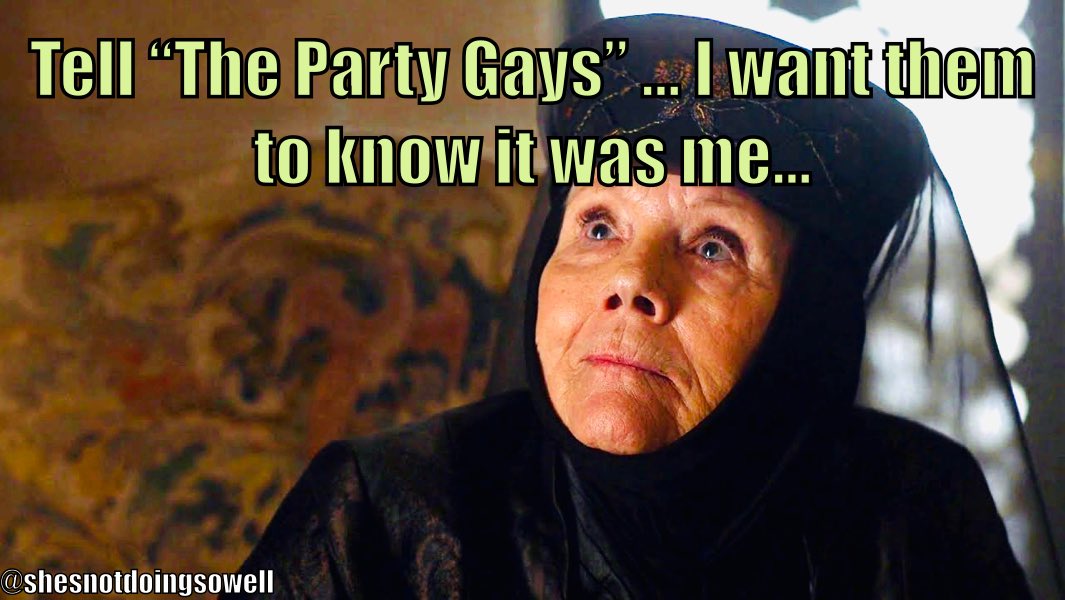 Tell “The Party Gays” ... I want them
to know it was me...
@shesnotdoingsowell